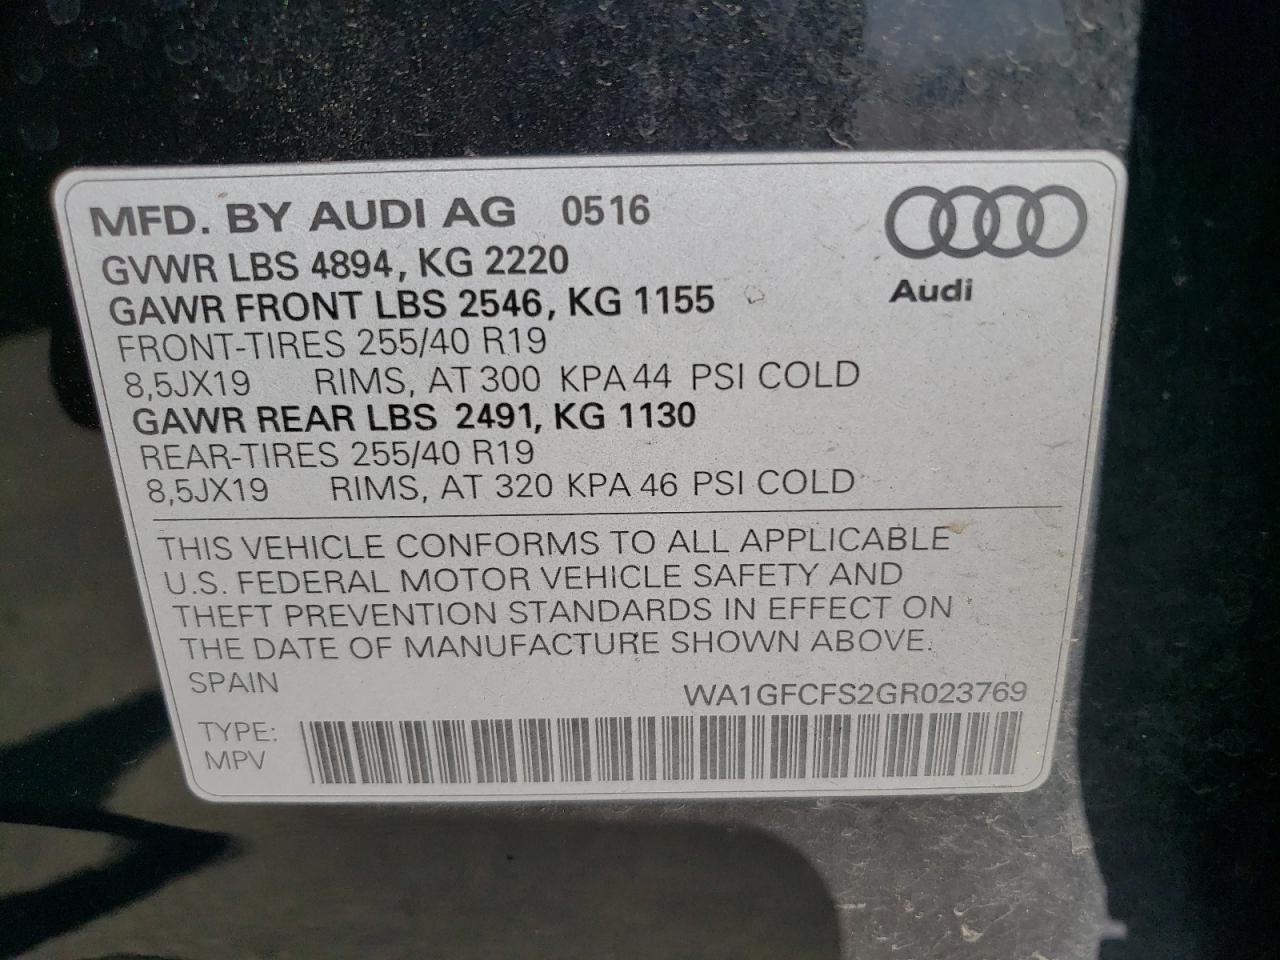 MFD. BY AUDI AG 0516
GVWR LBS 4894, KG 2220
GAWR FRONT LBS 2546, KG 1155
Audi
FRONT-TIRES 255/40 R19
8,5JX19 RIMS, AT 300 KPA 44 PSI COLD
GAWR REAR LBS 2491, KG 1130
REAR-TIRES 255/40 R19
8,5JX19 RIMS, AT 320 KPA 46 PSI COLD
THIS VEHICLE CONFORMS TO ALL APPLICABLE
U.S. FEDERAL MOTOR VEHICLE SAFETY AND
THEFT PREVENTION STANDARDS IN EFFECT ON
THE DATE OF MANUFACTURE SHOWN ABOVE.
SPAIN
WA1GFCFS2GR023769
TYPE:
MPV